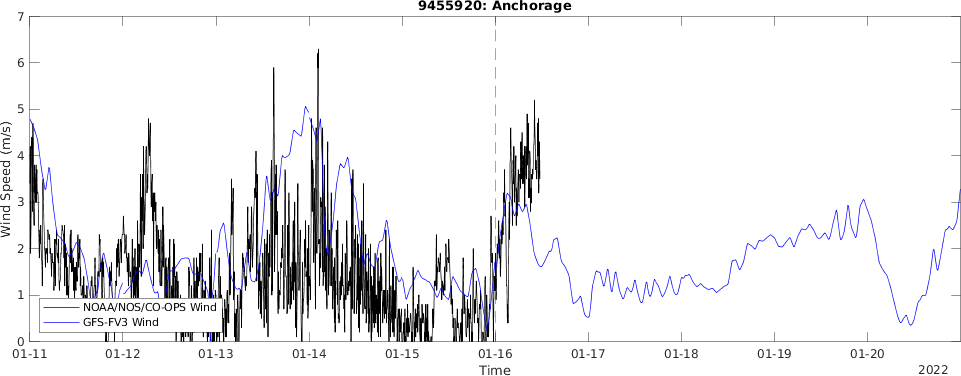 9455920: Anchorage
Wind Speed (m/s)
7
6
5
4
3
2
1
0
NOAA/NOS/CO-OPS Wind
GFS-FV3 Wind
01-11 01-12 01-13 01-14 01-15 01-16 01-17 01-18 01-19 01-20
Time
2022